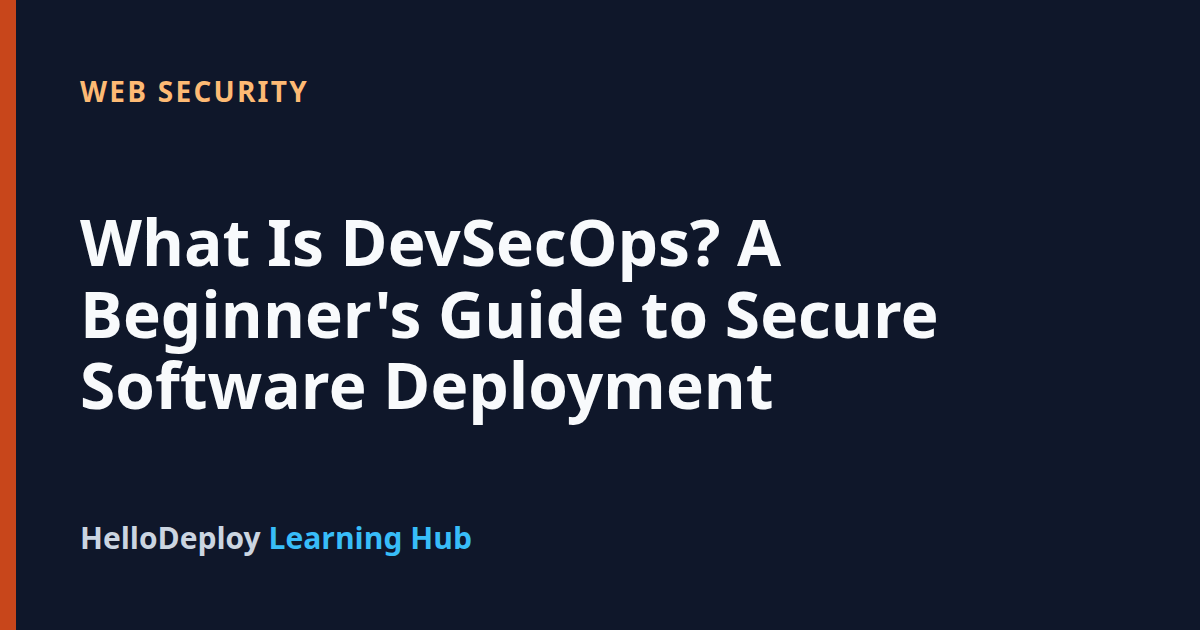 WEB SECURITY
What Is DevSecOps? A
Beginner's Guide to Secure
Software Deployment
HelloDeploy Learning Hub